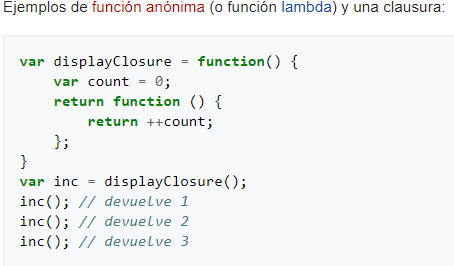 Ejemplos de función anónima (o función lambda) y una clausura:
var displayClosure = function() {
    var count = 0;
    return function () {
        return ++count;
    };
}
var inc = displayClosure();
inc(); // devuelve 1
inc(); // devuelve 2
inc(); // devuelve 3